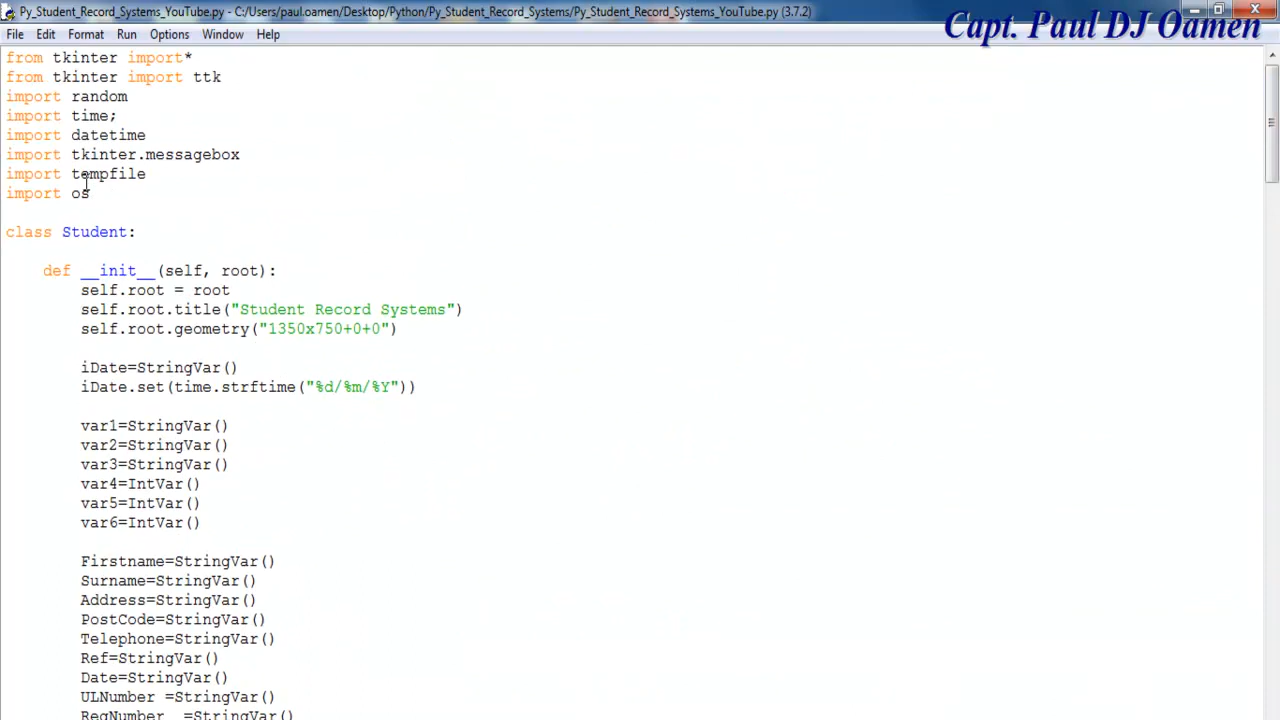 Py_Student_Record_Systems_YouTube.py - C:/Users/paul.oamen/Desktop/Python/Py_Student_Record_Systems/Py_Student_Record_Systems_YouTube.py (3.7.2)
Capt. Paul DJ Oamen
File Edit Format Run Options Window Help
from tkinter import*
from tkinter import ttk
import random
import time;
import datetime
import tkinter.messagebox
import tempfile
import os
class Student:
    def __init__(self, root):
        self.root = root
        self.root.title("Student Record Systems")
        self.root.geometry("1350x750+0+0")
        iDate=StringVar()
        iDate.set(time.strftime("%d/%m/%Y"))
        var1=StringVar()
        var2=StringVar()
        var3=StringVar()
        var4=IntVar()
        var5=IntVar()
        var6=IntVar()
        Firstname=StringVar()
        Surname=StringVar()
        Address=StringVar()
        PostCode=StringVar()
        Telephone=StringVar()
        Ref=StringVar()
        Date=StringVar()
        ULNumber =StringVar()
        RegNumber  =StringVar()